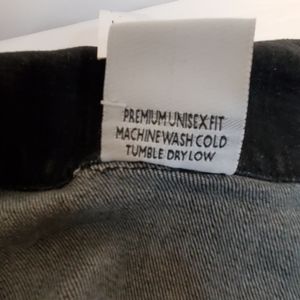 PREMIUM UNISEX FIT
MACHINE WASH COLD
TUMBLE DRY LOW